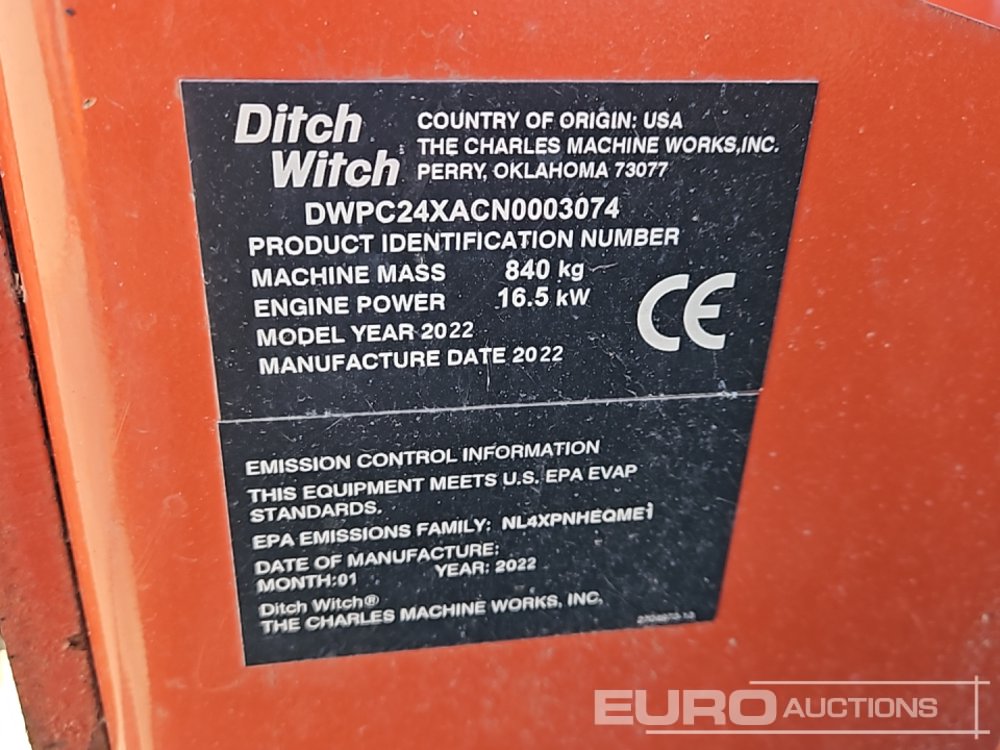 Ditch Witch
COUNTRY OF ORIGIN: USA
THE CHARLES MACHINE WORKS,INC.
PERRY, OKLAHOMA 73077
DWPC24XACN0003074
PRODUCT IDENTIFICATION NUMBER
MACHINE MASS 840 kg
ENGINE POWER 16.5 kW
MODEL YEAR 2022
MANUFACTURE DATE 2022
CE
EMISSION CONTROL INFORMATION
THIS EQUIPMENT MEETS U.S. EPA EVAP
STANDARDS.
EPA EMISSIONS FAMILY:
DATE OF MANUFACTURE:
MONTH:01 YEAR: 2022
Ditch Witch®
THE CHARLES MACHINE WORKS, INC.
EURO AUCTIONS